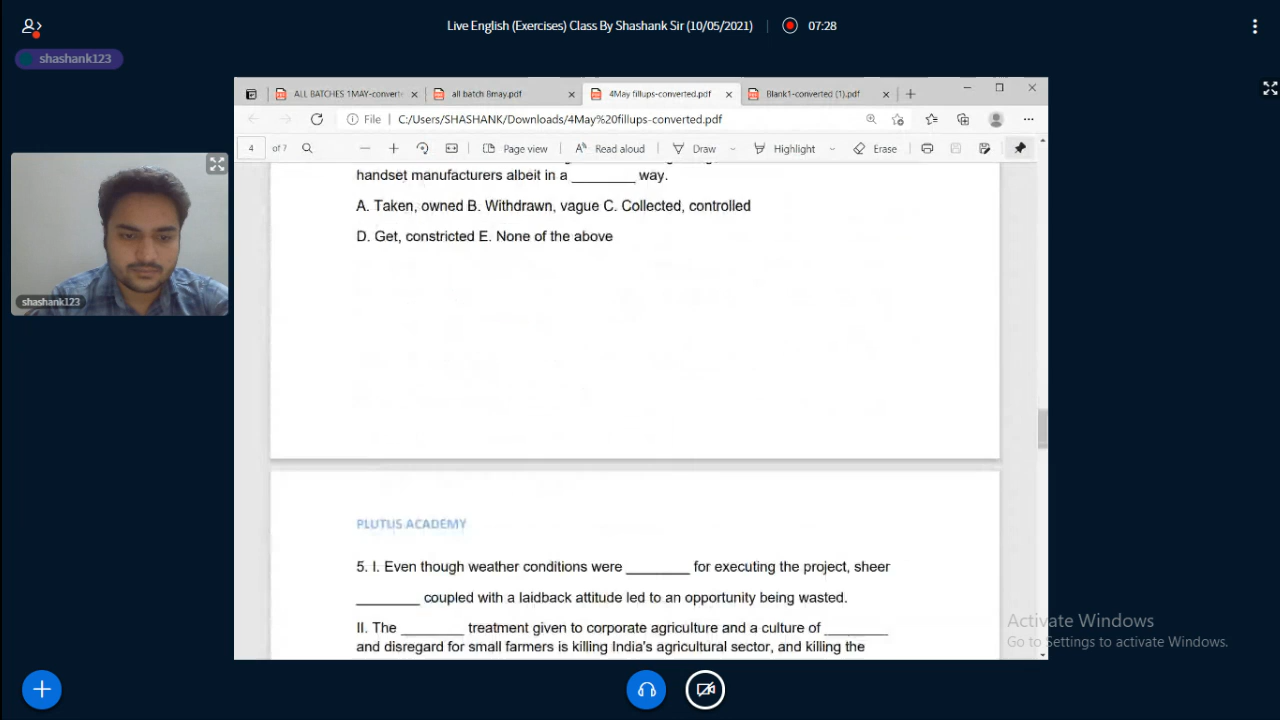 Live English (Exercises) Class By Shashank Sir (10/05/2021)
07:28
shashank123
ALL BATCHES 1MAY-converte
all batch 8may.pdf
4May fillups-converted.pdf
Blank1-converted (1).pdf
File
C:/Users/SHASHANK/Downloads/4May%20fillups-converted.pdf
4 of 7
Page view
Read aloud
Draw
Highlight
Erase
handset manufacturers albeit in a ________ way.
A. Taken, owned B. Withdrawn, vague C. Collected, controlled
D. Get, constricted E. None of the above
shashank123
PLUTUS ACADEMY
5. I. Even though weather conditions were ________ for executing the project, sheer
________ coupled with a laidback attitude led to an opportunity being wasted.
II. The ________ treatment given to corporate agriculture and a culture of ________
and disregard for small farmers is killing India's agricultural sector, and killing the
Activate Windows
Go to Settings to activate Windows.